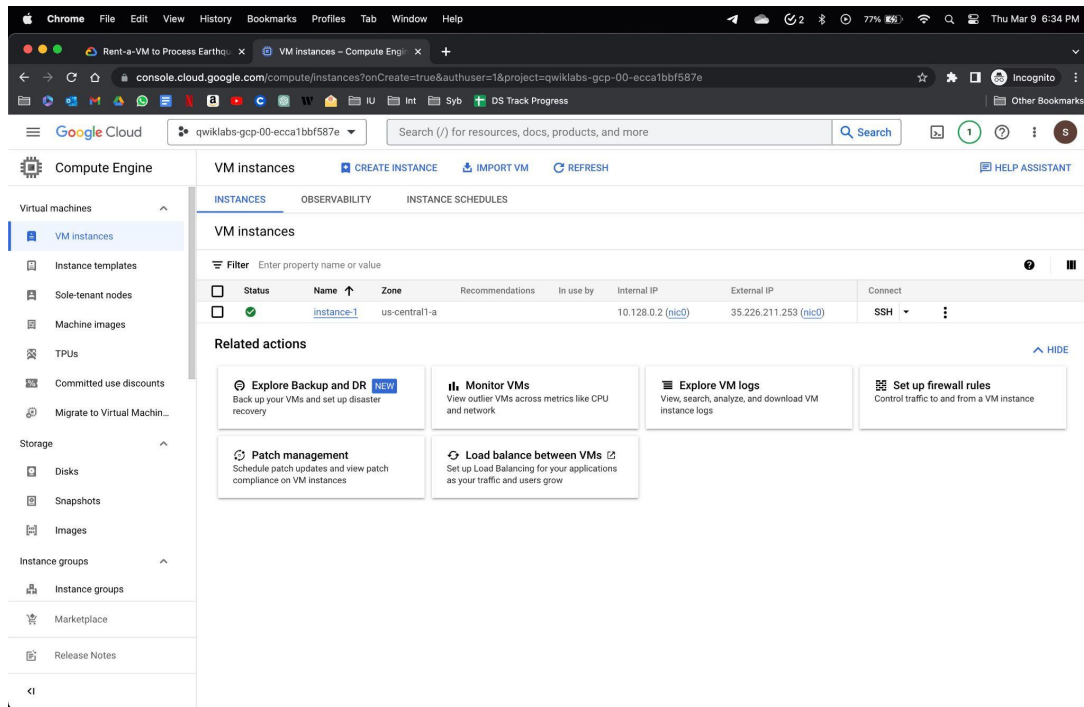 Chrome File Edit View History Bookmarks Profiles Tab Window Help 2 77% Thu Mar 9 6:34 PM
Rent-a-VM to Process Earthqu VM instances – Compute Engin
console.cloud.google.com/compute/instances?onCreate=true&authuser=1&project=qwiklabs-gcp-00-ecca1bbf587e Incognito
IU Int Syb DS Track Progress Other Bookmarks
Google Cloud qwiklabs-gcp-00-ecca1bbf587e Search (/) for resources, docs, products, and more Search 1 S
Compute Engine VM instances CREATE INSTANCE IMPORT VM REFRESH HELP ASSISTANT
Virtual machines
VM instances
Instance templates
Sole-tenant nodes
Machine images
TPUs
Committed use discounts
Migrate to Virtual Machin...
Storage
Disks
Snapshots
Images
Instance groups
Instance groups
Marketplace
Release Notes
INSTANCES OBSERVABILITY INSTANCE SCHEDULES
VM instances
Filter Enter property name or value
Status Name Zone Recommendations In use by Internal IP External IP Connect
instance-1 us-central1-a 10.128.0.2 (nic0) 35.226.211.253 (nic0) SSH
Related actions HIDE
Explore Backup and DR NEW
Back up your VMs and set up disaster
recovery
Monitor VMs
View outlier VMs across metrics like CPU
and network
Explore VM logs
View, search, analyze, and download VM
instance logs
Set up firewall rules
Control traffic to and from a VM instance
Patch management
Schedule patch updates and view patch
compliance on VM instances
Load balance between VMs
Set up Load Balancing for your applications
as your traffic and users grow